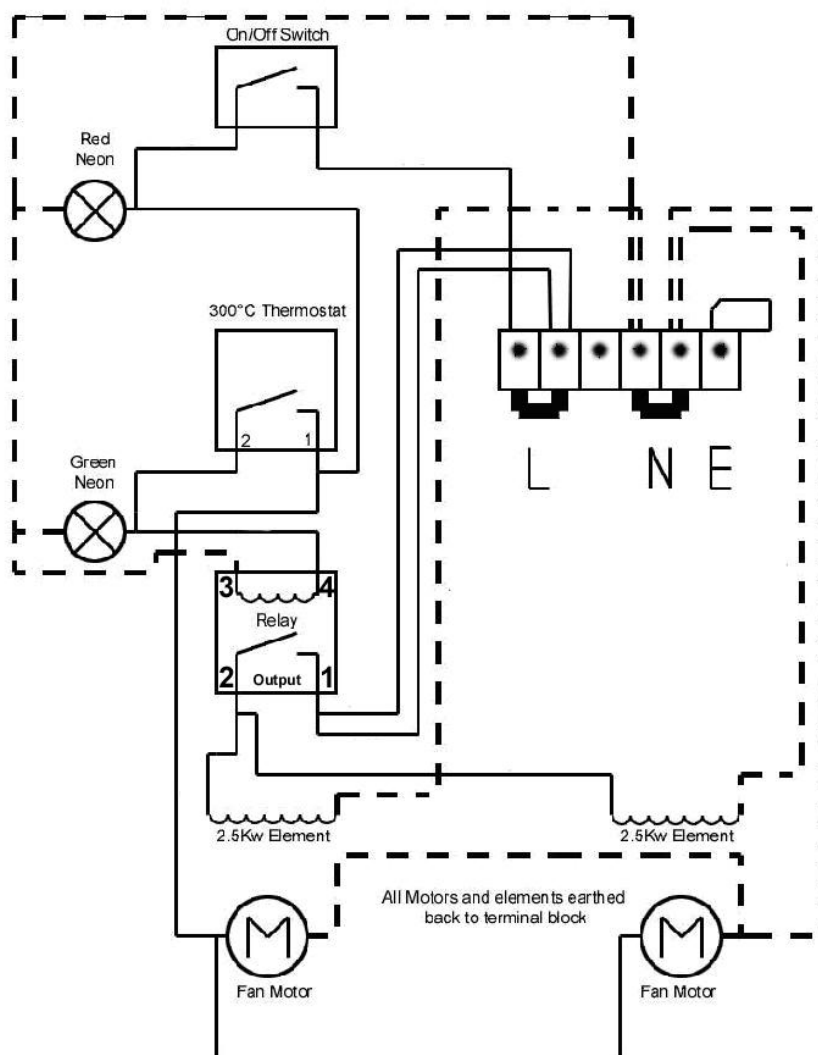 On/Off Switch
Red
Neon
300°C Thermostat
2 1
L N E
Green
Neon
3 4
Relay
2 Output 1
2.5Kw Element
2.5Kw Element
All Motors and elements earthed
back to terminal block
M
M
Fan Motor
Fan Motor